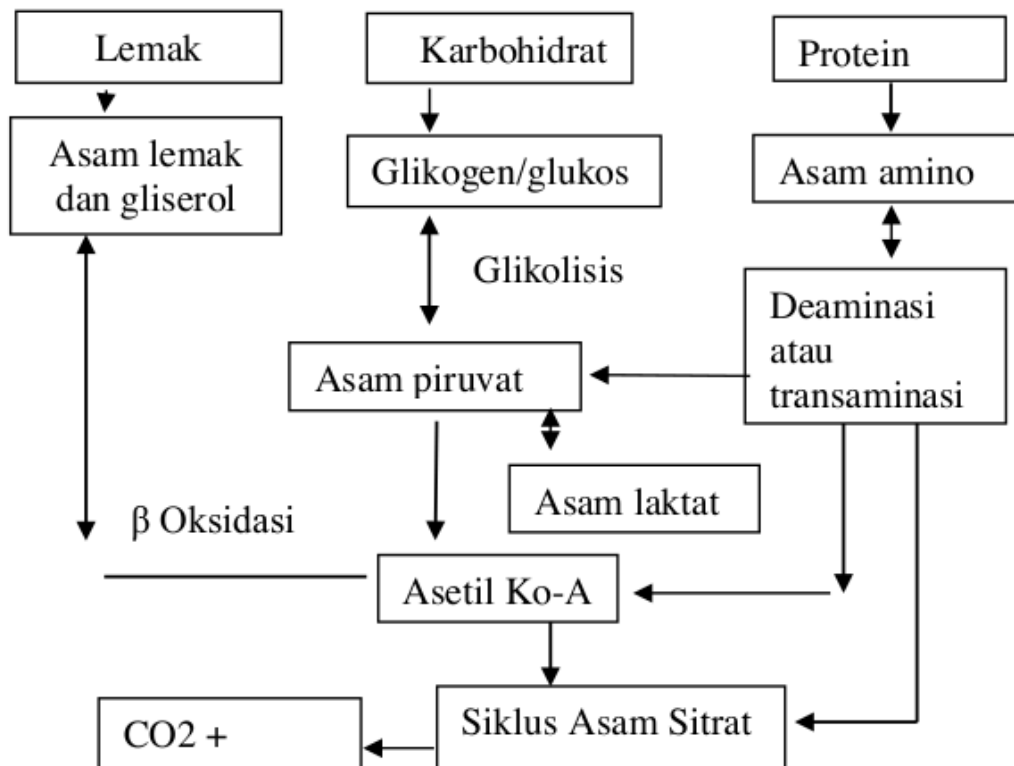 Lemak
Karbohidrat
Protein
Asam lemak
dan gliserol
Glikogen/glukos
Asam amino
Glikolisis
Deaminasi
atau
transaminasi
Asam piruvat
Asam laktat
β Oksidasi
Asetil Ko-A
Siklus Asam Sitrat
CO2 +